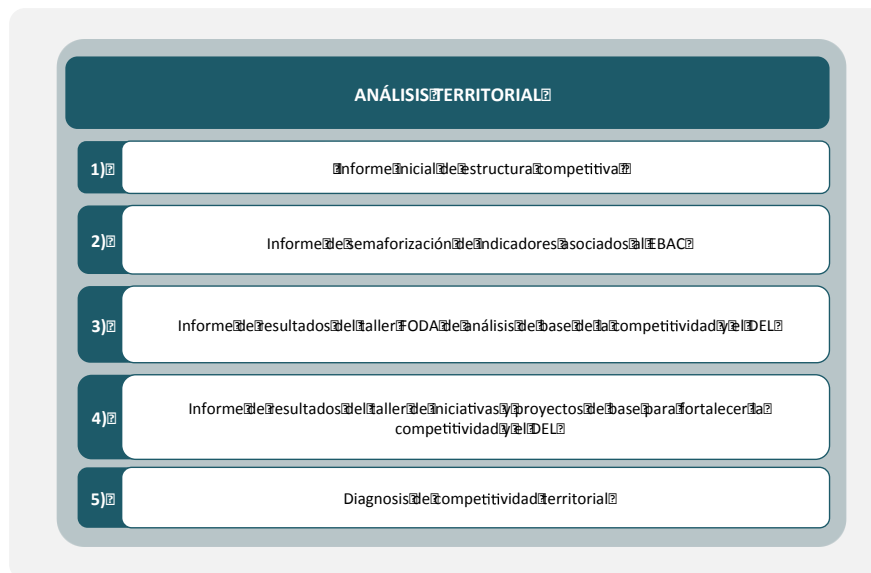 ANÁLISIS TERRITORIAL
1)
Informe inicial de estructura competitiva
2)
Informe de semaforización de indicadores asociados al EBAC
3)
Informe de resultados del taller FODA de análisis de base de la competitividad y el DEL
4)
Informe de resultados del taller de iniciativas y proyectos de base para fortalecer la
competitividad y el DEL
5)
Diagnosis de competitividad territorial